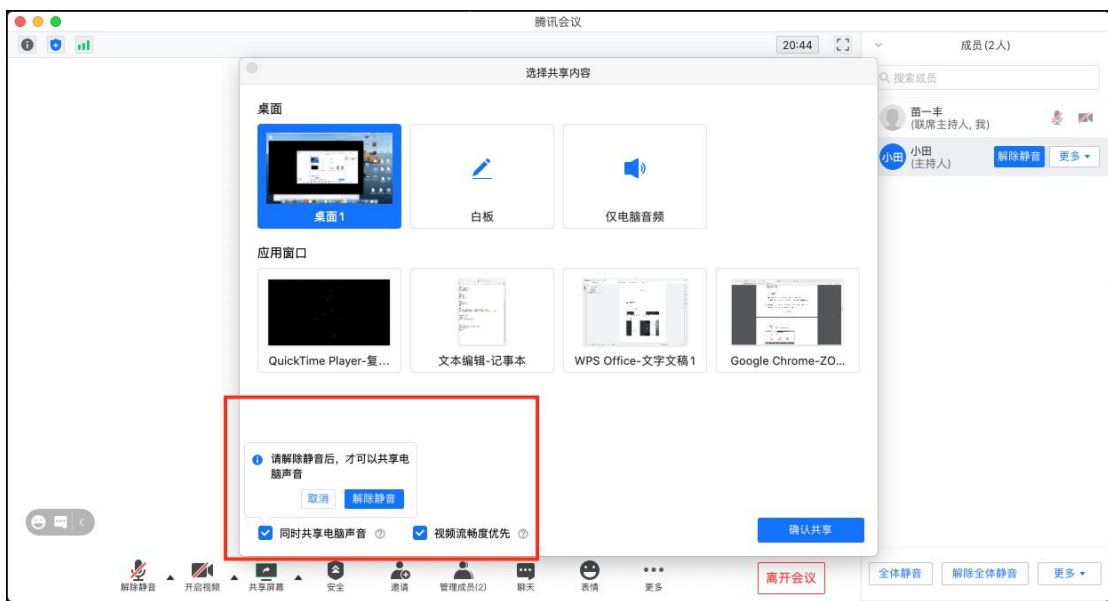 腾讯会议
20:44
成员(2人)
选择共享内容
搜索成员
桌面
苗一丰
(联席主持人, 我)
小田
小田
(主持人)
解除静音
更多
桌面1
白板
仅电脑音频
应用窗口
QuickTime Player-复...
文本编辑-记事本
WPS Office-文字文稿1
Google Chrome-ZO...
请解除静音后，才可以共享电
脑声音
取消
解除静音
同时共享电脑声音
视频流畅度优先
确认共享
解除静音
开启视频
共享屏幕
安全
邀请
管理成员(2)
聊天
表情
更多
离开会议
全体静音
解除全体静音
更多